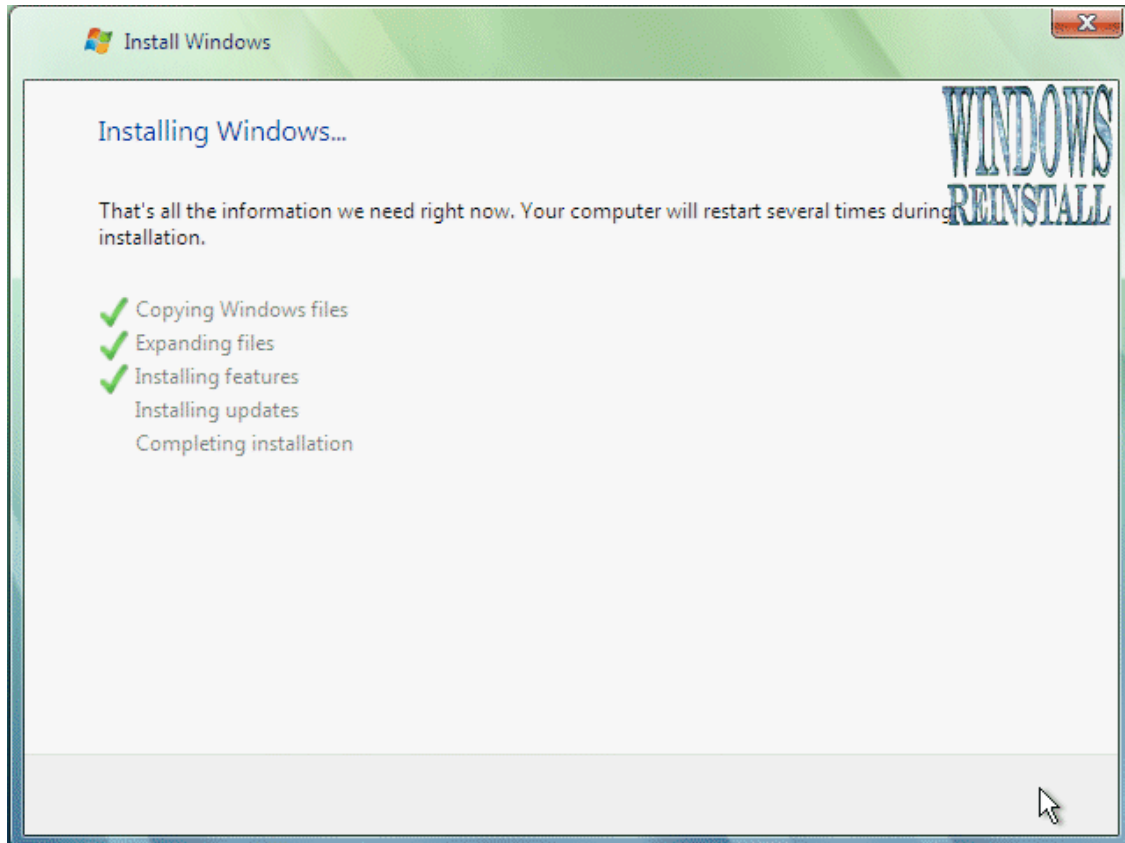 Install Windows
Installing Windows...
WINDOWS
REINSTALL
That's all the information we need right now. Your computer will restart several times during
installation.
Copying Windows files
Expanding files
Installing features
Installing updates
Completing installation